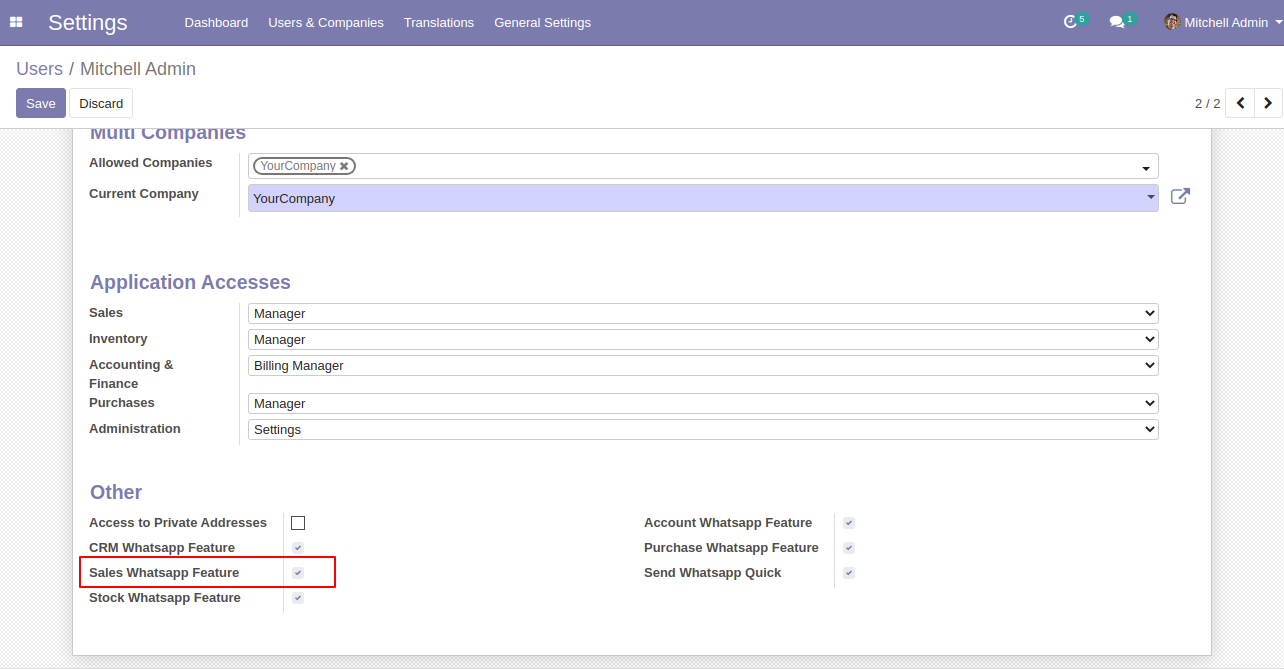 Settings Dashboard Users & Companies Translations General Settings 5 1 Mitchell Admin
Users / Mitchell Admin
Save Discard 2 / 2
Multi Companies
Allowed Companies YourCompany
Current Company YourCompany
Application Accesses
Sales Manager
Inventory Manager
Accounting & Billing Manager
Finance
Purchases Manager
Administration Settings
Other
Access to Private Addresses Account Whatsapp Feature
CRM Whatsapp Feature Purchase Whatsapp Feature
Sales Whatsapp Feature Send Whatsapp Quick
Stock Whatsapp Feature